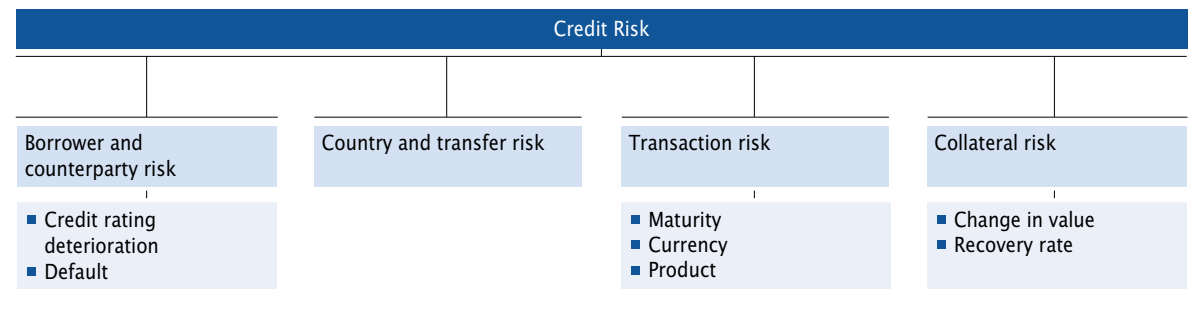 Credit Risk
Borrower and
counterparty risk
Country and transfer risk
Transaction risk
Collateral risk
Credit rating
deterioration
Default
Maturity
Currency
Product
Change in value
Recovery rate